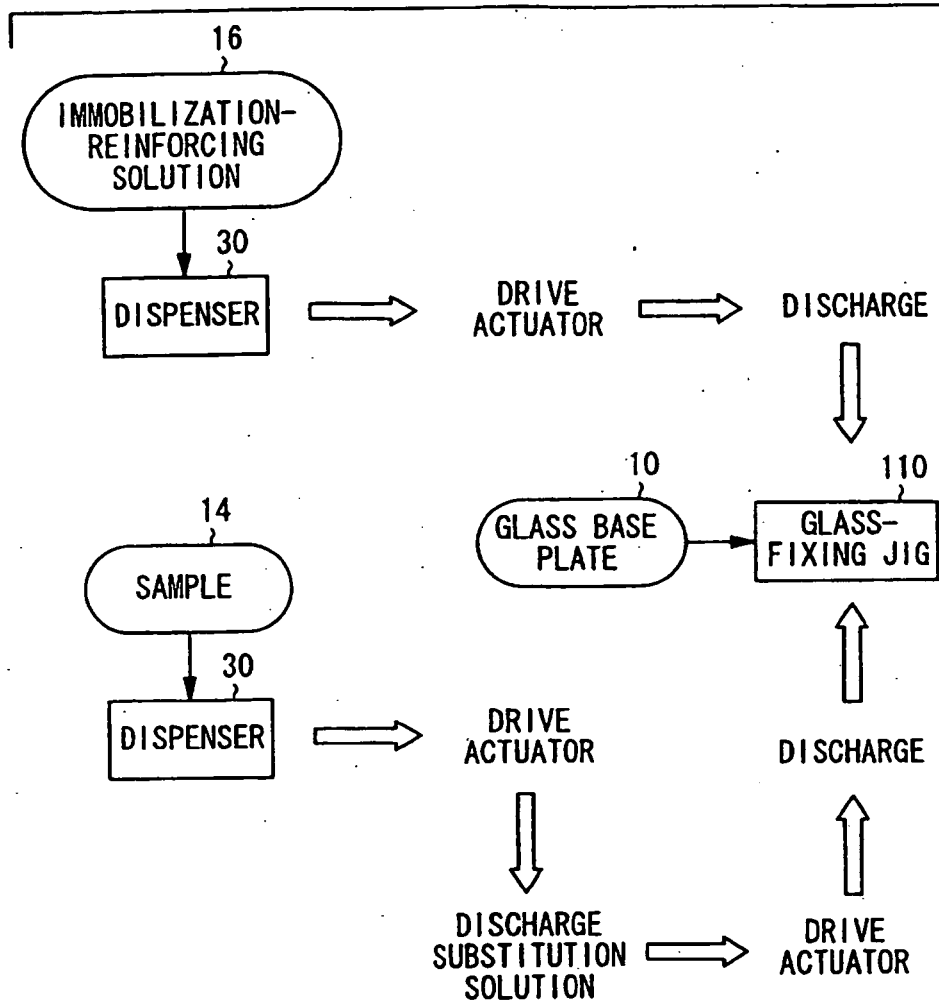 16
IMMOBILIZATION-
REINFORCING
SOLUTION
30
DISPENSER
DRIVE
ACTUATOR
DISCHARGE
10
GLASS BASE
PLATE
110
GLASS-
FIXING JIG
14
SAMPLE
30
DISPENSER
DRIVE
ACTUATOR
DISCHARGE
DISCHARGE
SUBSTITUTION
SOLUTION
DRIVE
ACTUATOR